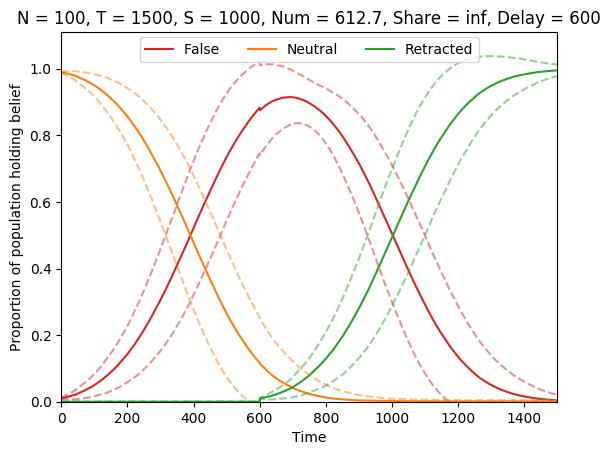 N = 100, T = 1500, S = 1000, Num = 612.7, Share = inf, Delay = 600
False Neutral Retracted
Proportion of population holding belief
1.0
0.8
0.6
0.4
0.2
0.0
0 200 400 600 800 1000 1200 1400
Time